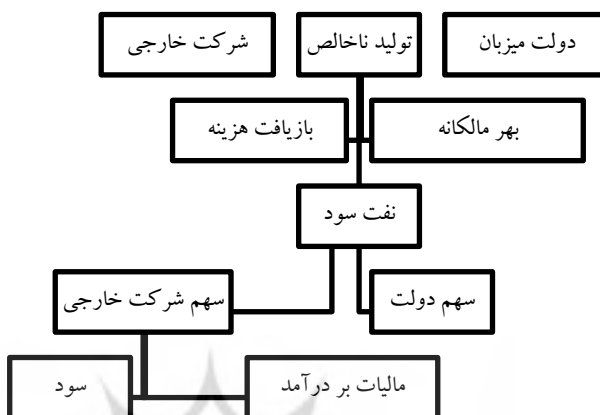 دولت میزبان
تولید ناخالص
شرکت خارجی
بهر مالکانه
بازیافت هزینه
نفت سود
سهم دولت
سهم شرکت خارجی
مالیات بر درآمد
سود